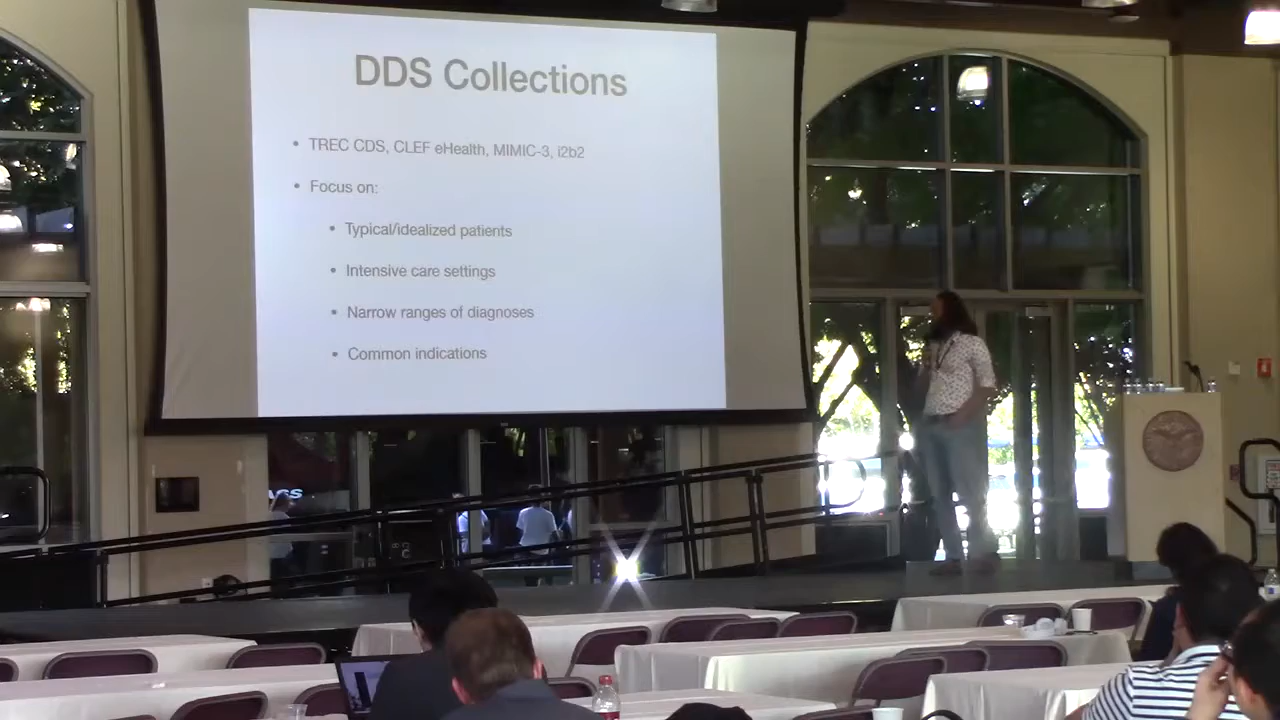 DDS Collections
• TREC CDS, CLEF eHealth, MIMIC-3, i2b2
• Focus on:
• Typical/idealized patients
• Intensive care settings
• Narrow ranges of diagnoses
• Common indications